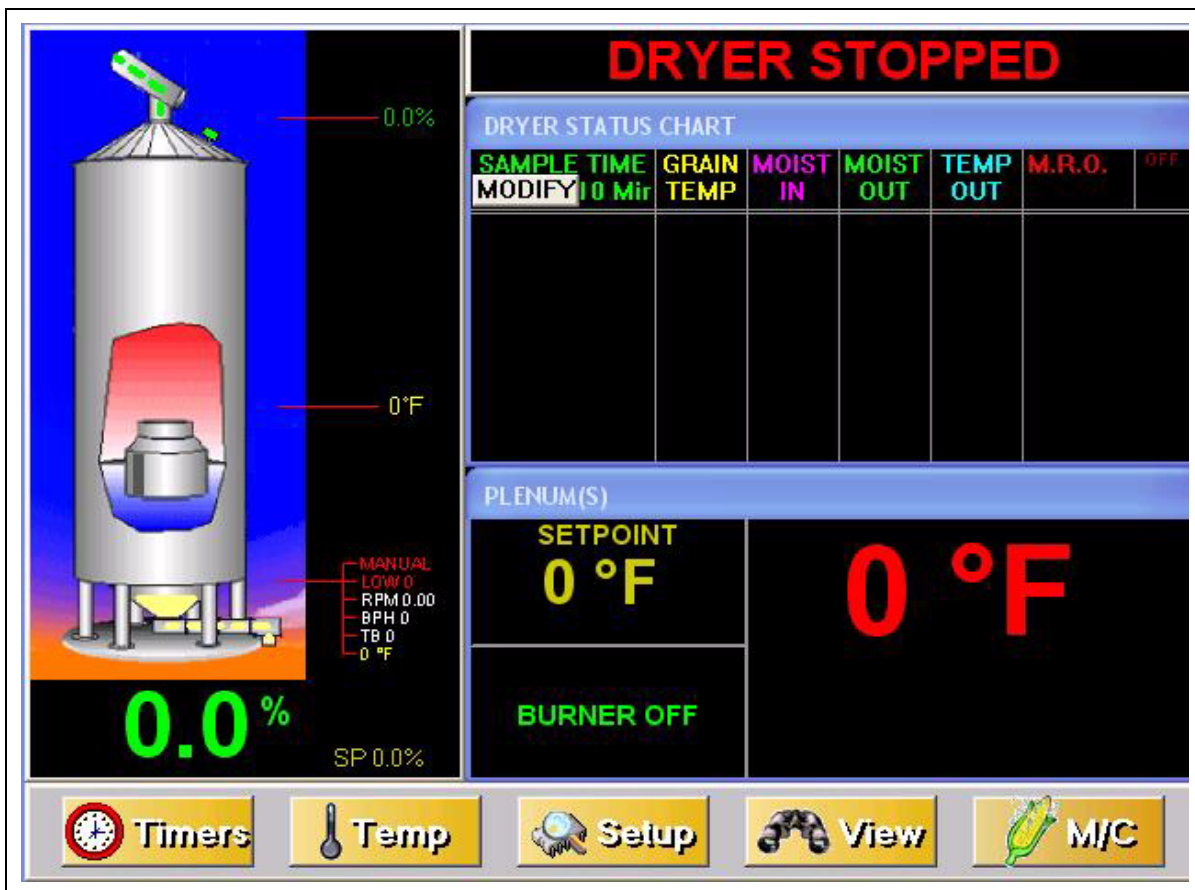 DRYER STOPPED
0.0%
DRYER STATUS CHART
SAMPLE TIME
MODIFY 10 Mir
GRAIN TEMP
MOIST IN
MOIST OUT
TEMP OUT
M.R.O.
OFF
0°F
PLENUM(S)
SETPOINT
0 °F
0 °F
MANUAL
LOW 0
RPM 0.00
BPH 0
TB 0
0 °F
BURNER OFF
0.0%
SP 0.0%
Timers
Temp
Setup
View
M/C